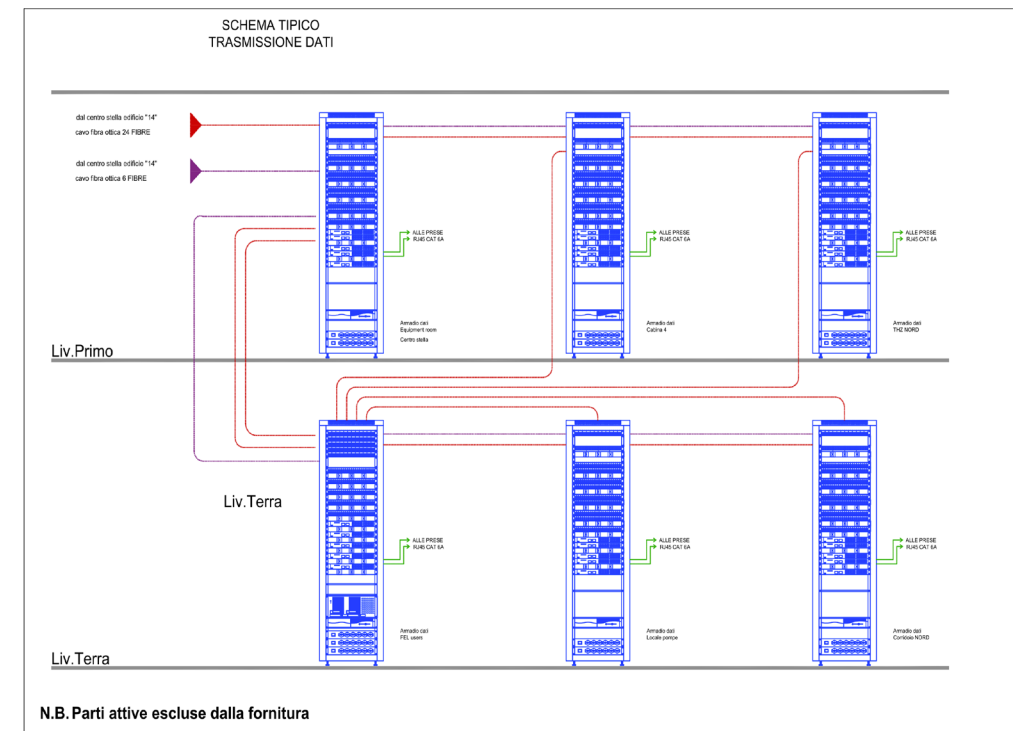 SCHEMA TIPICO
TRASMISSIONE DATI
dal centro stella edificio "14"
cavo fibra ottica 24 FIBRE
dal centro stella edificio "14"
cavo fibra ottica 6 FIBRE
ALLE PRESE
RJ45 CAT 6A
ALLE PRESE
RJ45 CAT 6A
ALLE PRESE
RJ45 CAT 6A
Armadio dati
Equipment room
Centro stella
Armadio dati
Cabina 4
Armadio dati
THZ NORD
Liv.Primo
Liv.Terra
ALLE PRESE
RJ45 CAT 6A
ALLE PRESE
RJ45 CAT 6A
ALLE PRESE
RJ45 CAT 6A
Armadio dati
FEL users
Armadio dati
Locale pompe
Armadio dati
Corridoio NORD
Liv.Terra
N.B. Parti attive escluse dalla fornitura